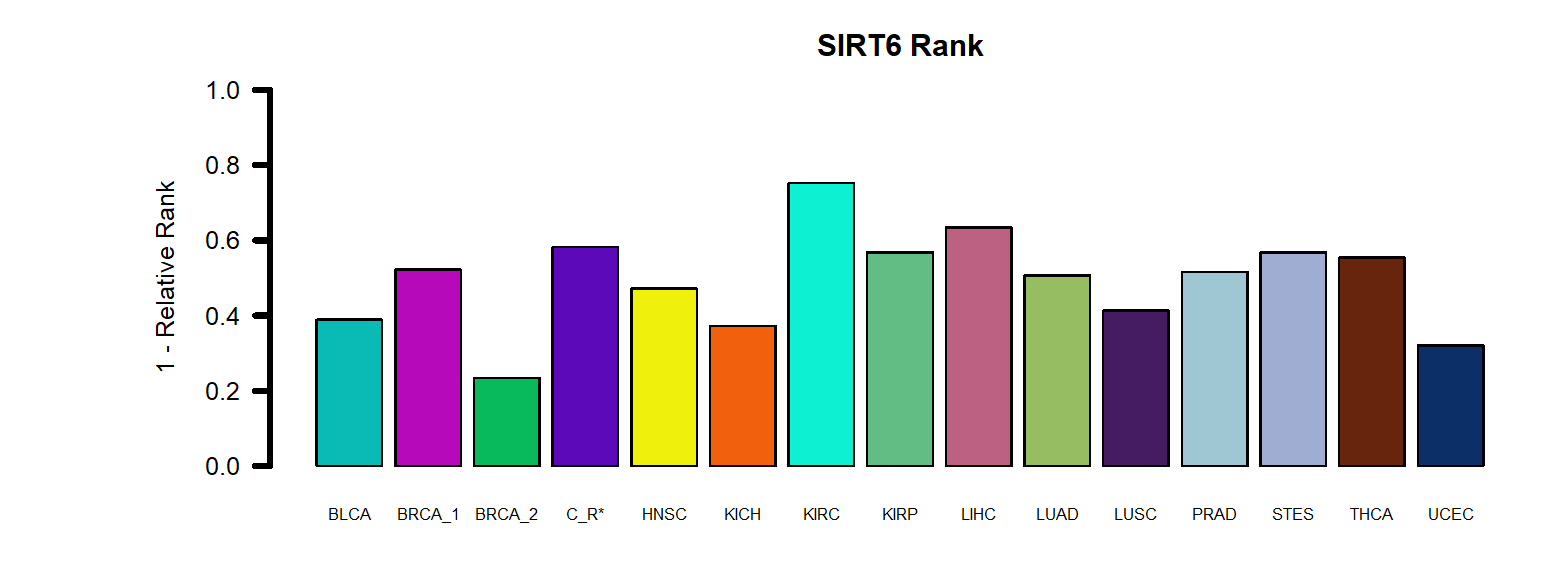 SIRT6 Rank
1 - Relative Rank
1.0
0.8
0.6
0.4
0.2
0.0
BLCA BRCA_1 BRCA_2 C_R* HNSC KICH KIRC KIRP LIHC LUAD LUSC PRAD STES THCA UCEC